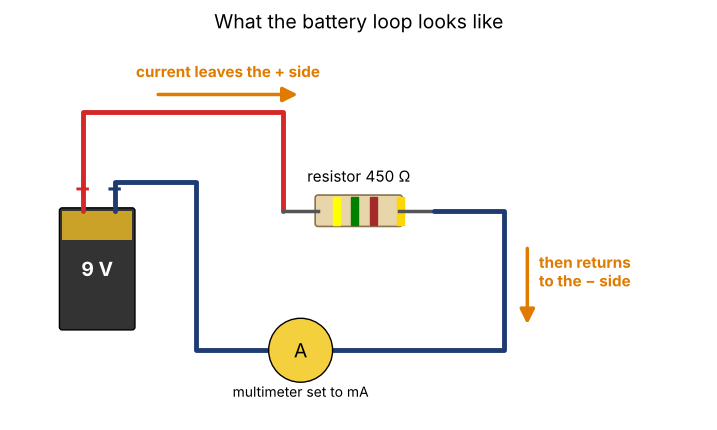 What the battery loop looks like
current leaves the + side
resistor 450 Ω
9 V
then returns
to the − side
A
multimeter set to mA